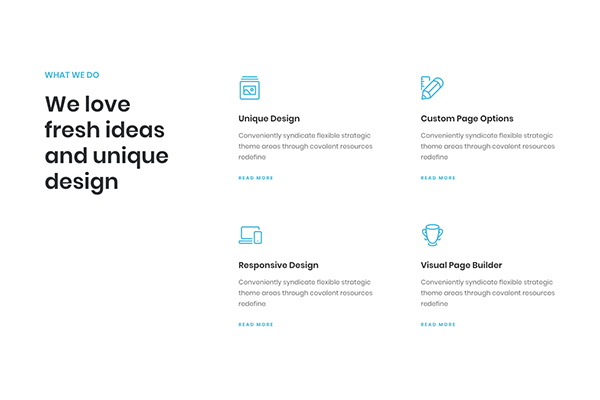 WHAT WE DO
We love
fresh ideas
and unique
design
Unique Design
Conveniently syndicate flexible strategic
theme areas through covalent resources
redefine
READ MORE
Custom Page Options
Conveniently syndicate flexible strategic
theme areas through covalent resources
redefine
READ MORE
Responsive Design
Conveniently syndicate flexible strategic
theme areas through covalent resources
redefine
READ MORE
Visual Page Builder
Conveniently syndicate flexible strategic
theme areas through covalent resources
redefine
READ MORE